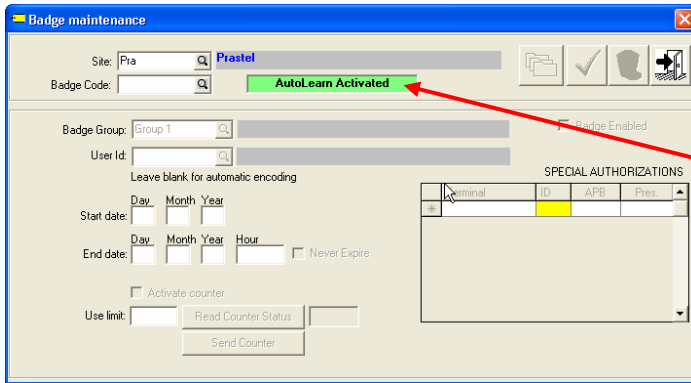 Badge maintenance
Site: Pra Prastel
Badge Code: AutoLearn Activated
Badge Group: Group 1 Badge Enabled
User Id:
Leave blank for automatic encoding
SPECIAL AUTHORIZATIONS
Terminal ID APB Pres.
Day Month Year
Start date:
Day Month Year Hour
End date: Never Expire
Activate counter
Use limit: Read Counter Status
Send Counter